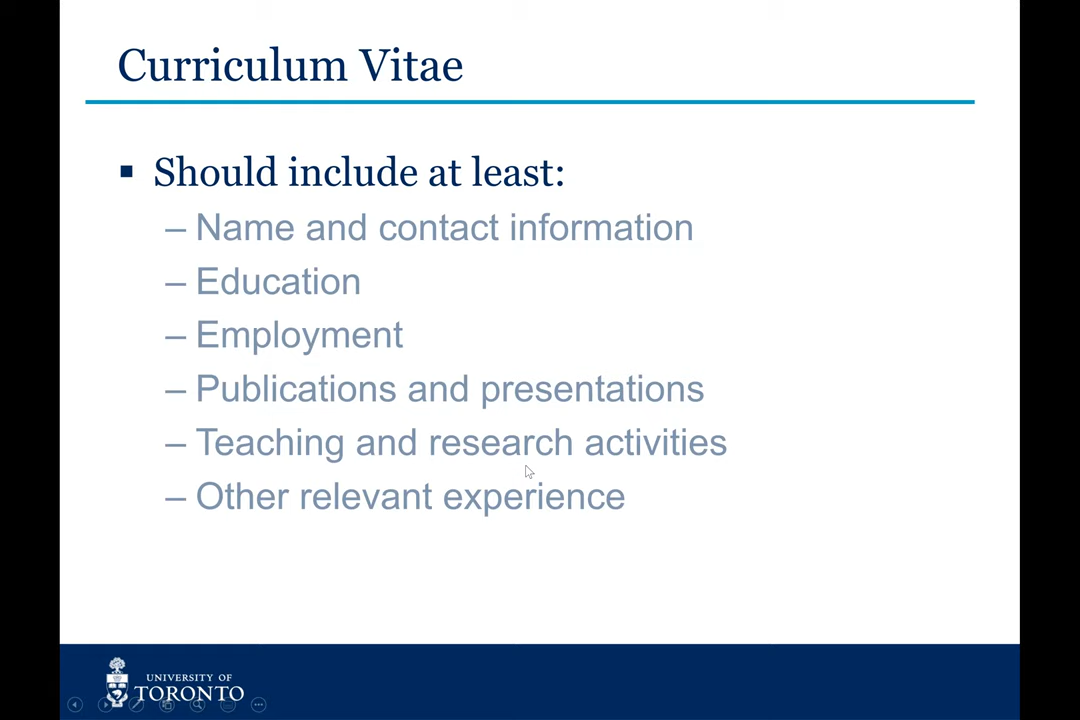 Curriculum Vitae
▪ Should include at least:
– Name and contact information
– Education
– Employment
– Publications and presentations
– Teaching and research activities
– Other relevant experience
UNIVERSITY OF
TORONTO